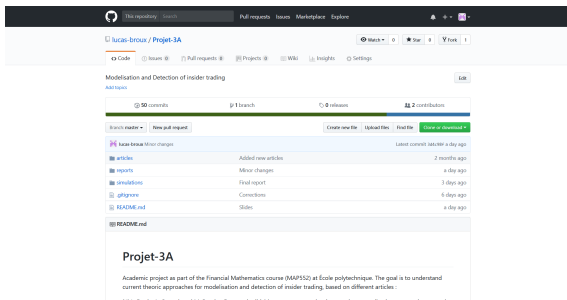 This repository Search Pull requests Issues Marketplace Explore
lucas-broux / Projet-3A Watch 0 Star 0 Fork 1
Code Issues 0 Pull requests 0 Projects 0 Wiki Insights Settings
Modelisation and Detection of insider trading Edit
Add topics
50 commits 1 branch 0 releases 2 contributors
Branch: master New pull request Create new file Upload files Find file Clone or download
lucas-broux Minor changes Latest commit a day ago
articles Added new articles 2 months ago
reports Minor changes a day ago
simulations Final report 3 days ago
.gitignore Corrections 6 days ago
README.md Slides a day ago
README.md
Projet-3A
Academic project as part of the Financial Mathematics course (MAP552) at Ecole polytechnique. The goal is to understand
current theoric approaches for modelisation and detection of insider trading, based on different articles :